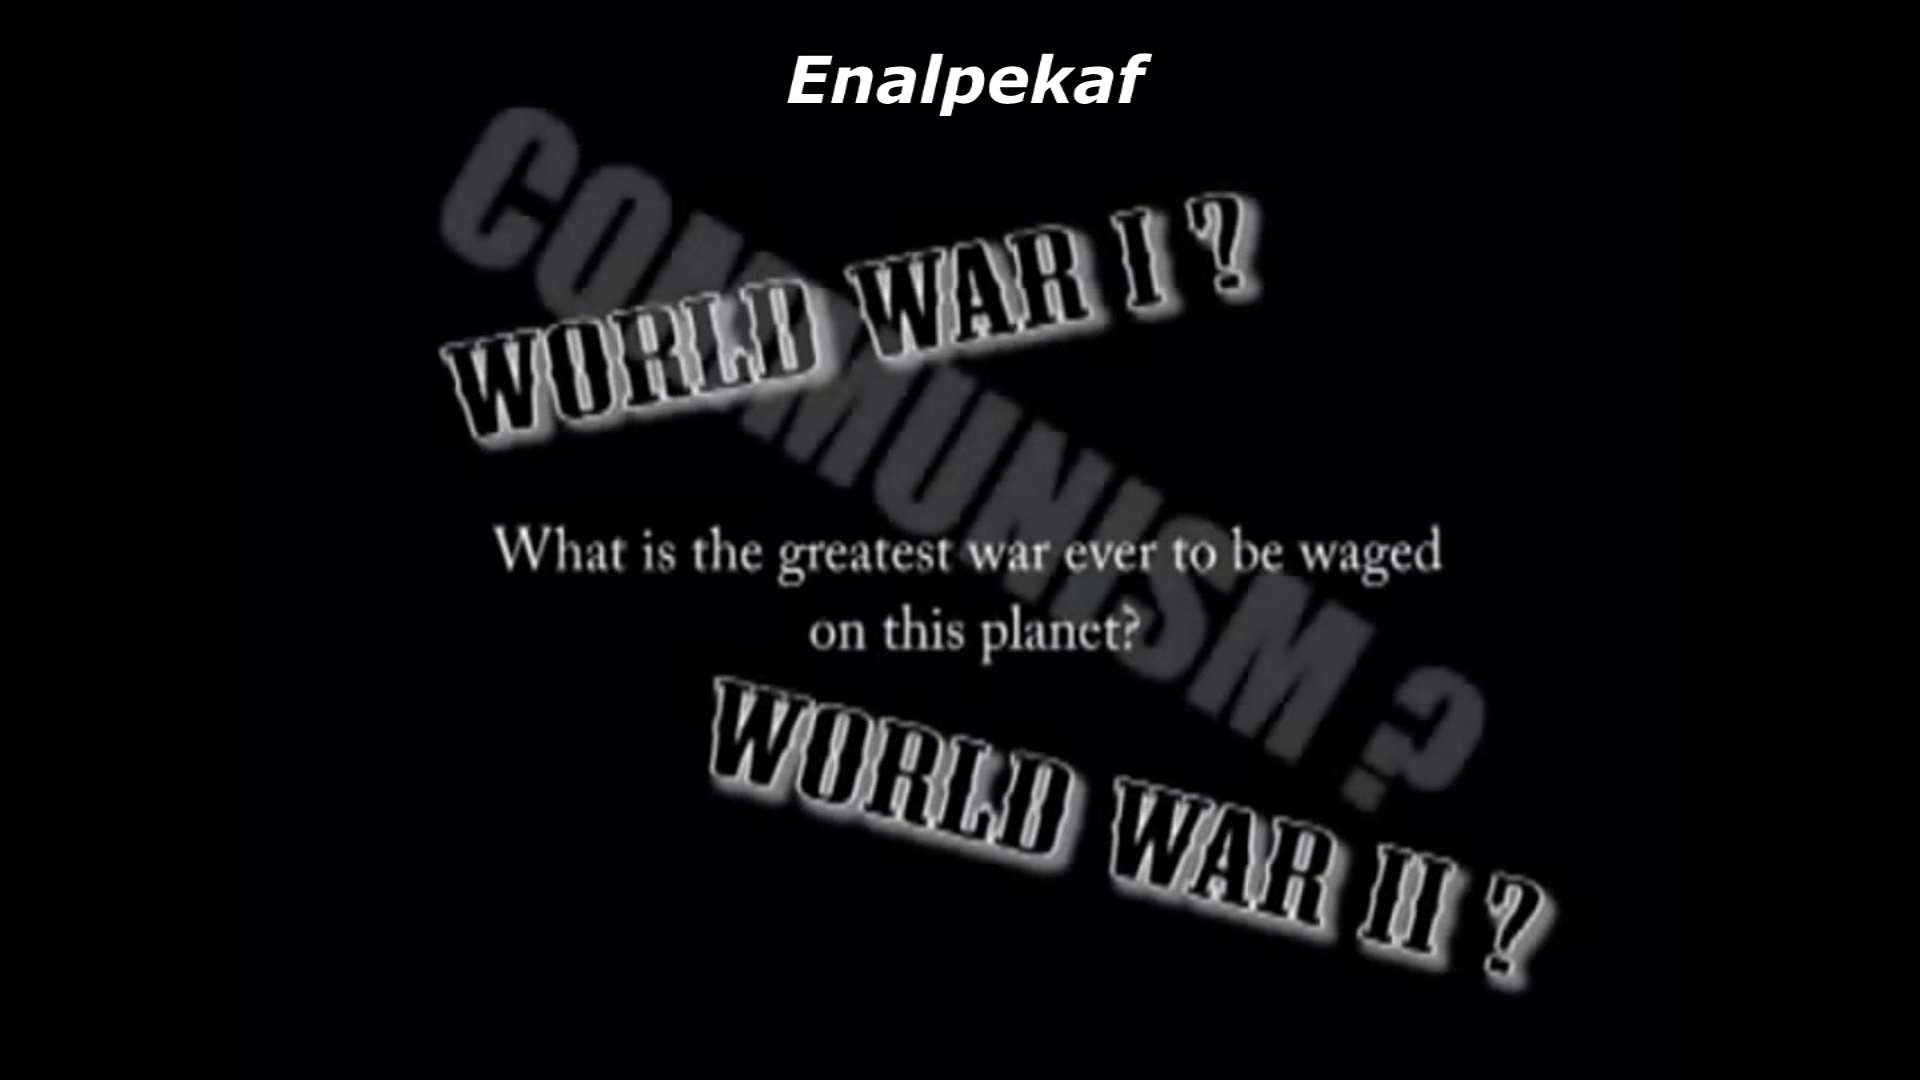 Enalpekaf
COMMUNISM ?
WORLD WAR I ?
What is the greatest war ever to be waged
on this planet?
WORLD WAR II ?